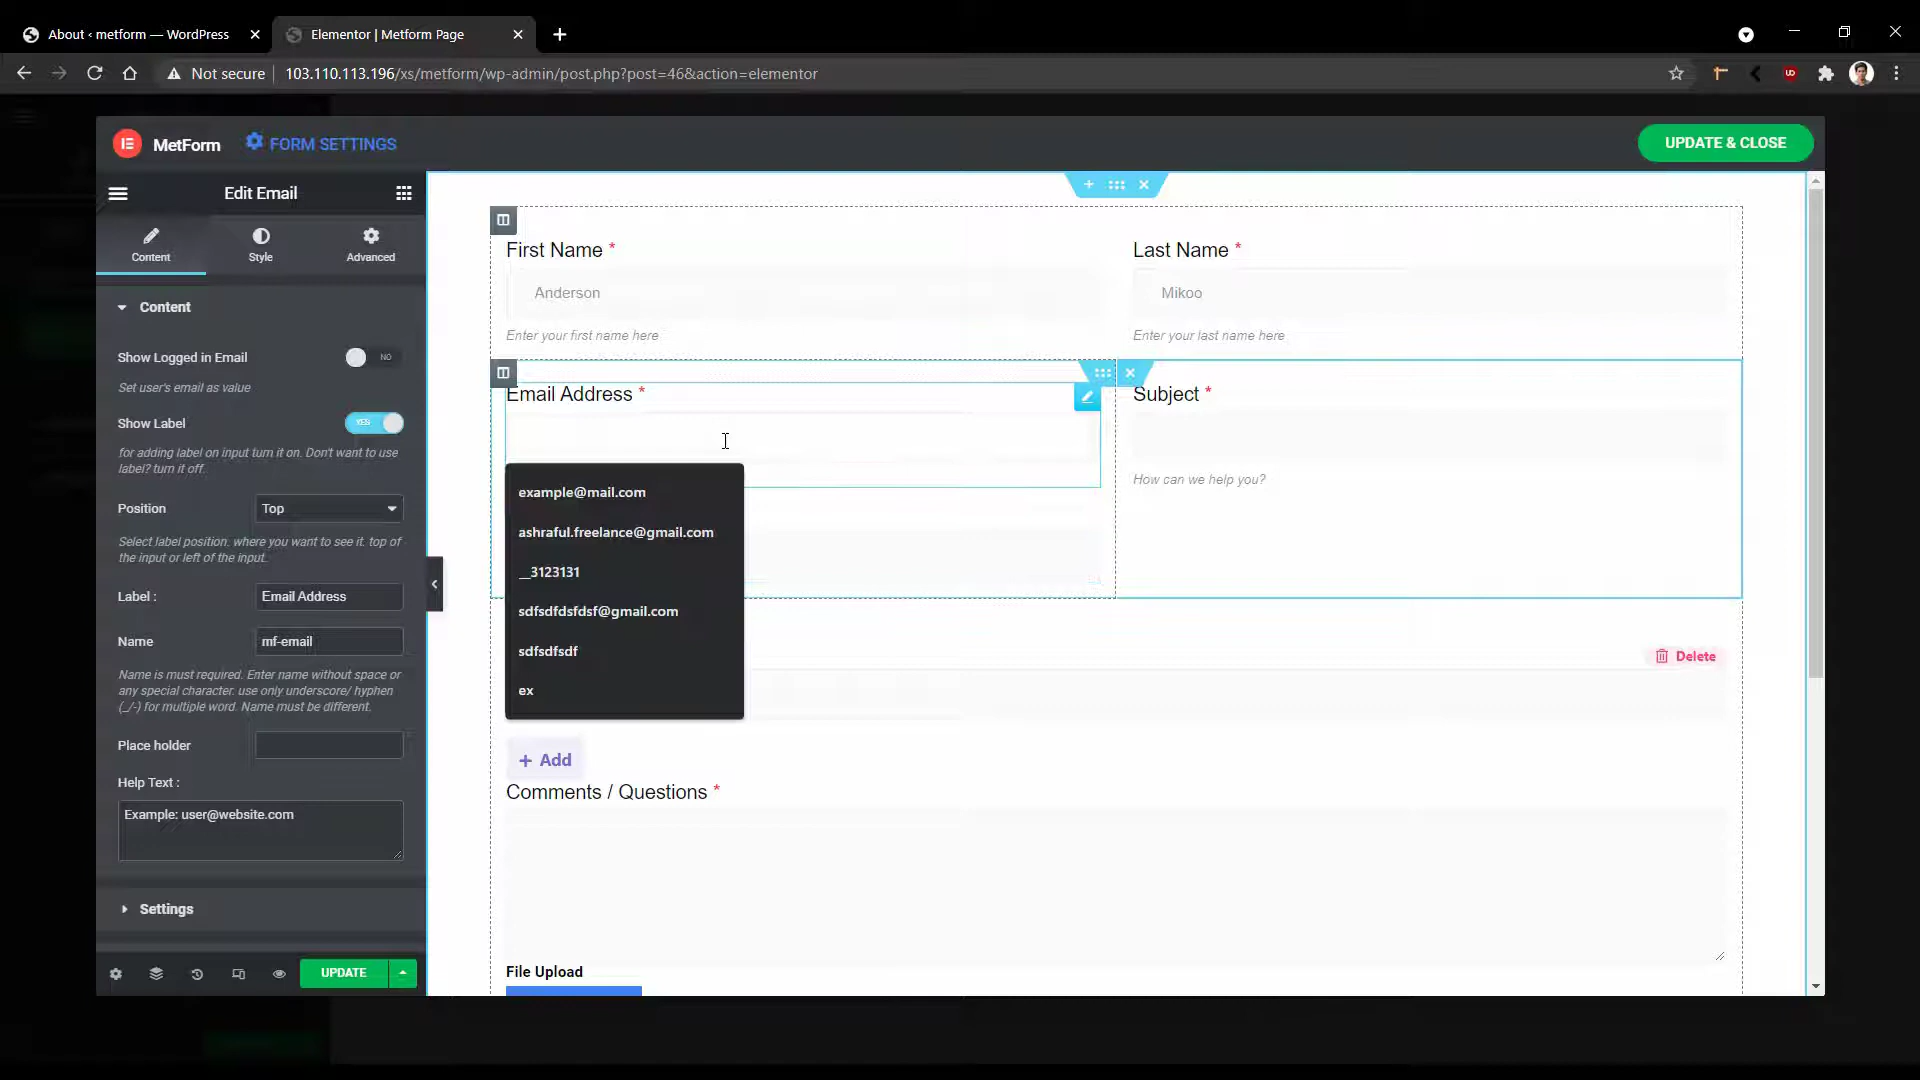 About ‹ metform — WordPress
Elementor | Metform Page
Not secure
103.110.113.196/xs/metform/wp-admin/post.php?post=46&action=elementor
MetForm
FORM SETTINGS
UPDATE & CLOSE
Edit Email
Content
Style
Advanced
Content
Show Logged in Email
NO
Set user's email as value
Show Label
YES
for adding label on input turn it on. Don't want to use
label? turn it off.
Position
Top
Select label position. where you want to see it. top of
the input or left of the input.
Label :
Email Address
Name
mf-email
Name is must required. Enter name without space or
any special character. use only underscore/ hyphen
(_/-) for multiple word. Name must be different.
Place holder
Help Text :
Example: user@website.com
Settings
UPDATE
First Name *
Anderson
Enter your first name here
Last Name *
Mikoo
Enter your last name here
Email Address *
example@mail.com
ashraful.freelance@gmail.com
__3123131
sdfsdfdsfdsf@gmail.com
sdfsdfsdf
ex
Subject *
How can we help you?
Delete
+ Add
Comments / Questions *
File Upload